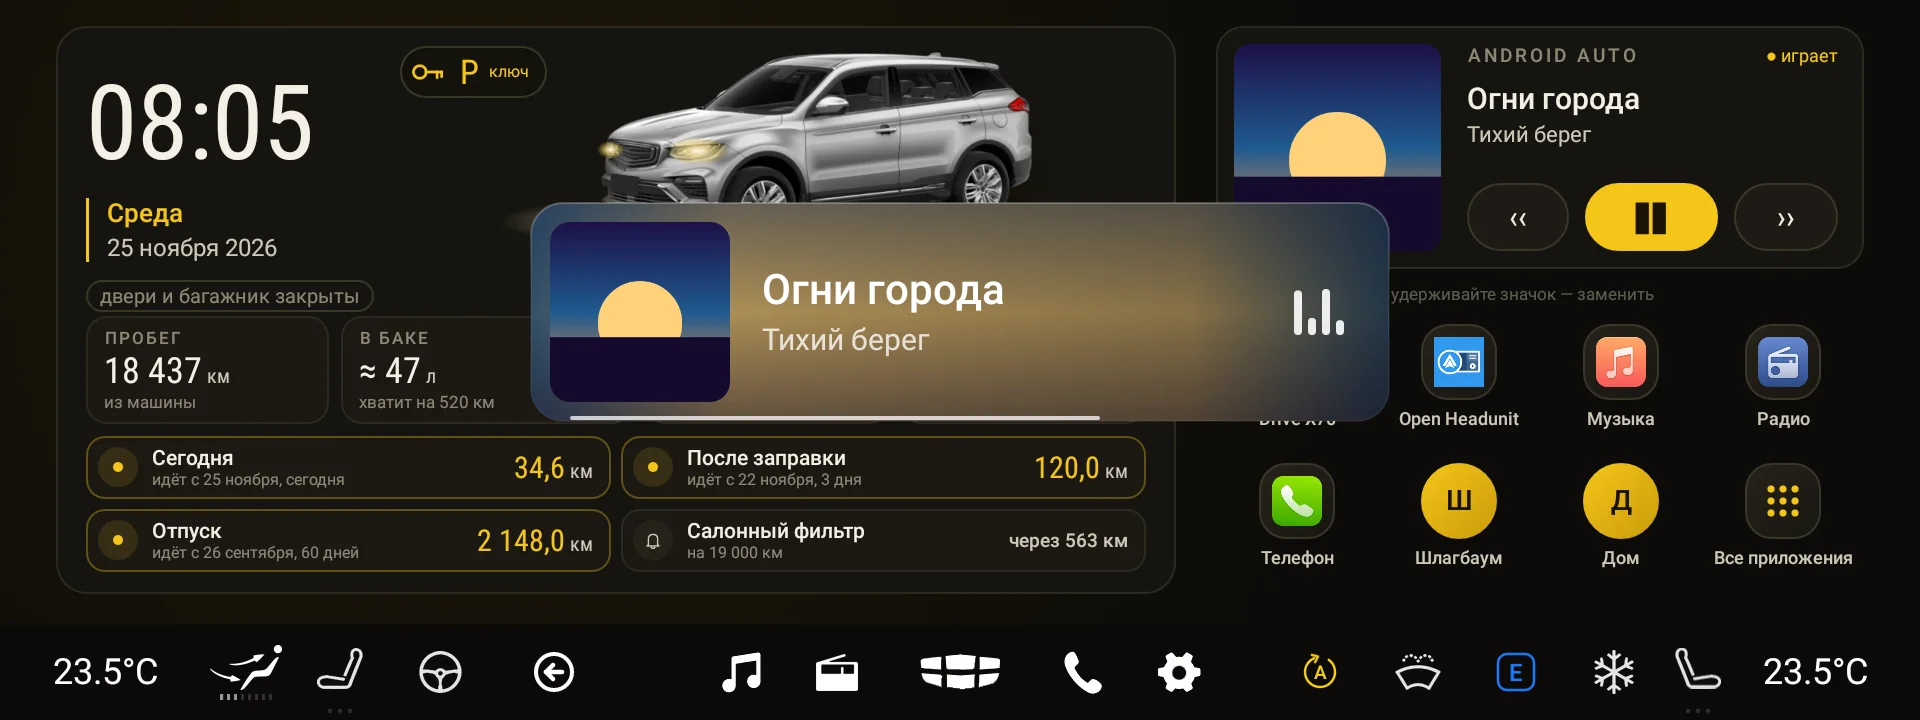 08:05
P ключ
Среда
25 ноября 2026
двери и багажник закрыты
ПРОБЕГ
18 437 км
из машины
В БАКЕ
≈ 47 л
хватит на 520 км
Сегодня
идёт с 25 ноября, сегодня
34,6 км
После заправки
идёт с 22 ноября, 3 дня
120,0 км
Отпуск
идёт с 26 сентября, 60 дней
2 148,0 км
Салонный фильтр
на 19 000 км
через 563 км
Огни города
Тихий берег
ANDROID AUTO
играет
Огни города
Тихий берег
удерживайте значок — заменить
Open Headunit
Музыка
Радио
Телефон
Ш
Шлагбаум
Д
Дом
Все приложения
23.5°C
A
E
23.5°C